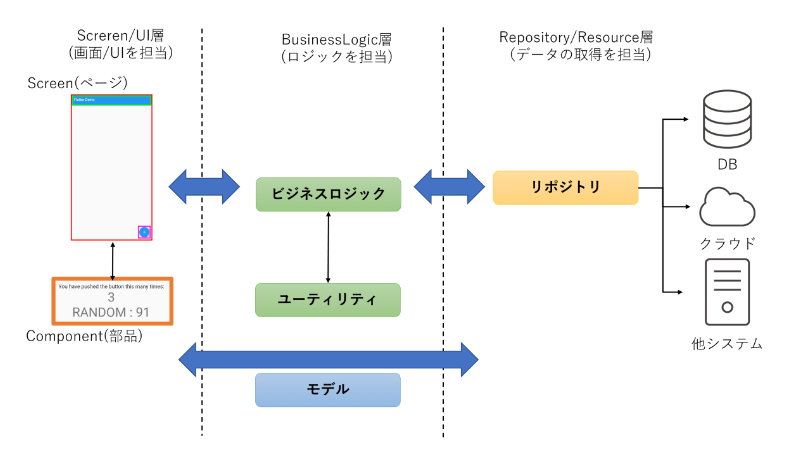 Screren/UI層
(画面/UIを担当)
BusinessLogic層
(ロジックを担当)
Repository/Resource層
(データの取得を担当)
Screen(ページ)
DB
ビジネスロジック
リポジトリ
クラウド
You have pushed the button this many times:
3
RANDOM : 91
ユーティリティ
Component(部品)
他システム
モデル